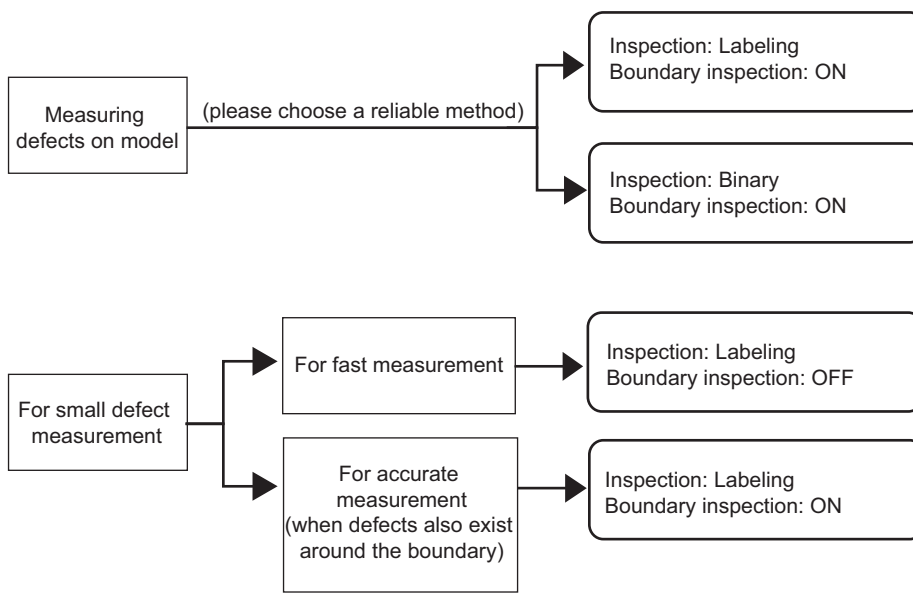 Measuring
defects on model
(please choose a reliable method)
Inspection: Labeling
Boundary inspection: ON
Inspection: Binary
Boundary inspection: ON
For small defect
measurement
For fast measurement
Inspection: Labeling
Boundary inspection: OFF
For accurate
measurement
(when defects also exist
around the boundary)
Inspection: Labeling
Boundary inspection: ON